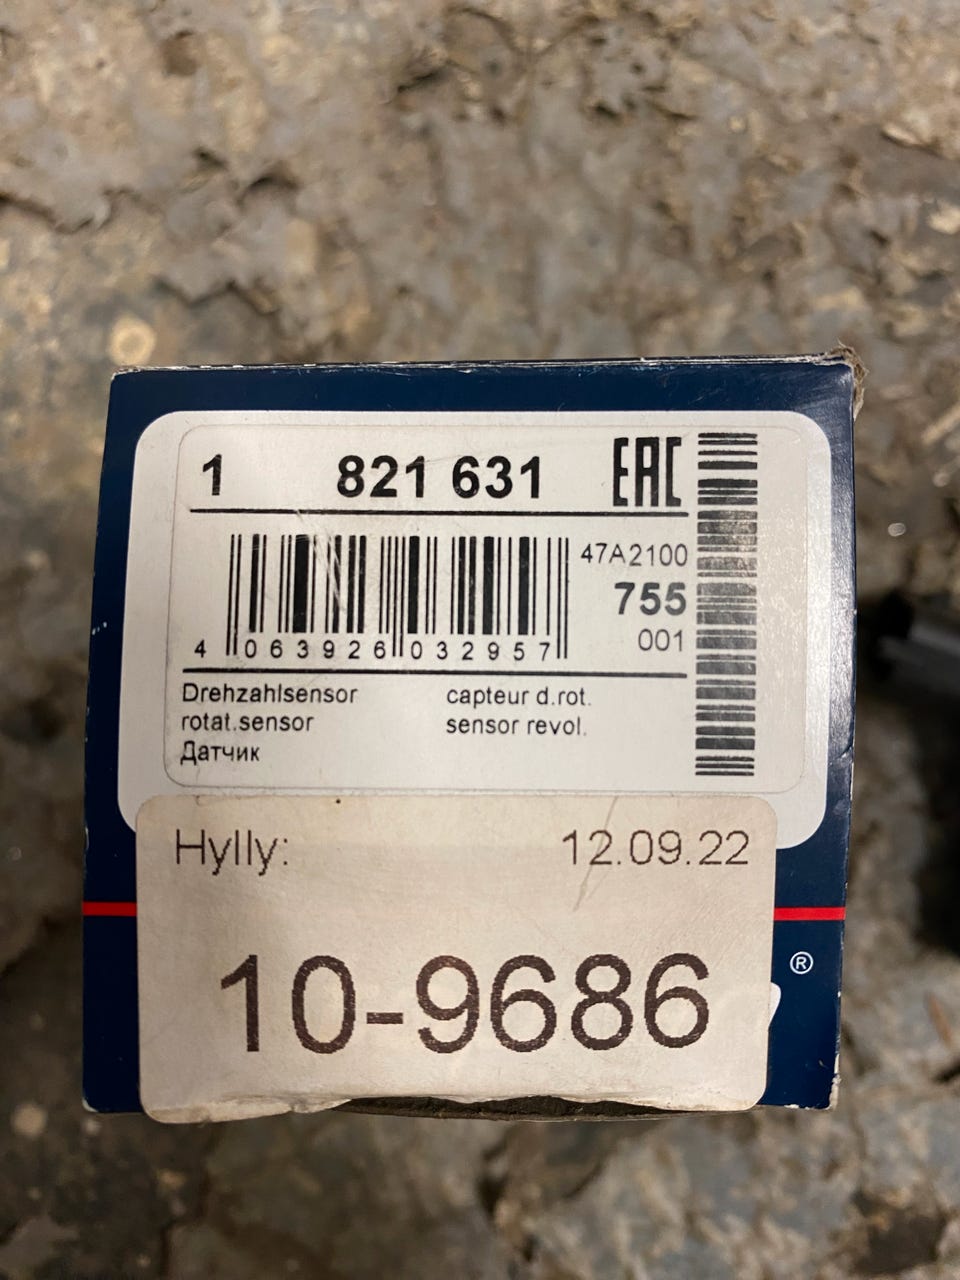 1 821 631 EAC
47A2100
755
001
4 063926 032957
Drehzahlsensor capteur d.rot.
rotat.sensor sensor revol.
Датчик
Hylly: 12.09.22
10-9686
®